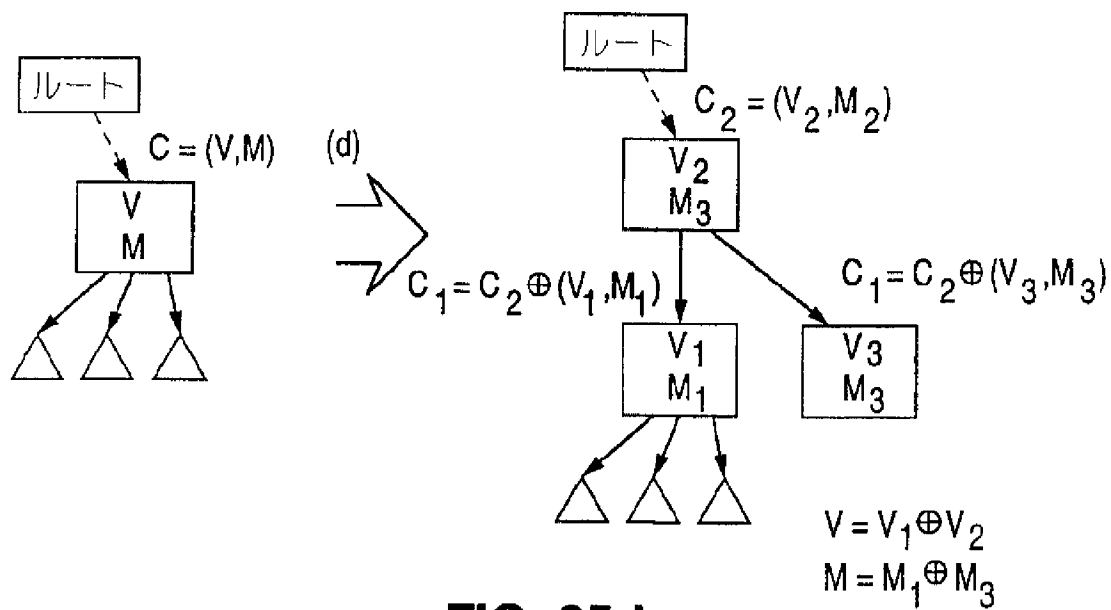 ルート
C = (V,M)
V
M
(d)
ルート
C₂ = (V₂,M₂)
V₂
M₃
C₁ = C₂ ⊕ (V₁,M₁)
C₁ = C₂ ⊕ (V₃,M₃)
V₁
M₁
V₃
M₃
V = V₁ ⊕ V₂
M = M₁ ⊕ M₃